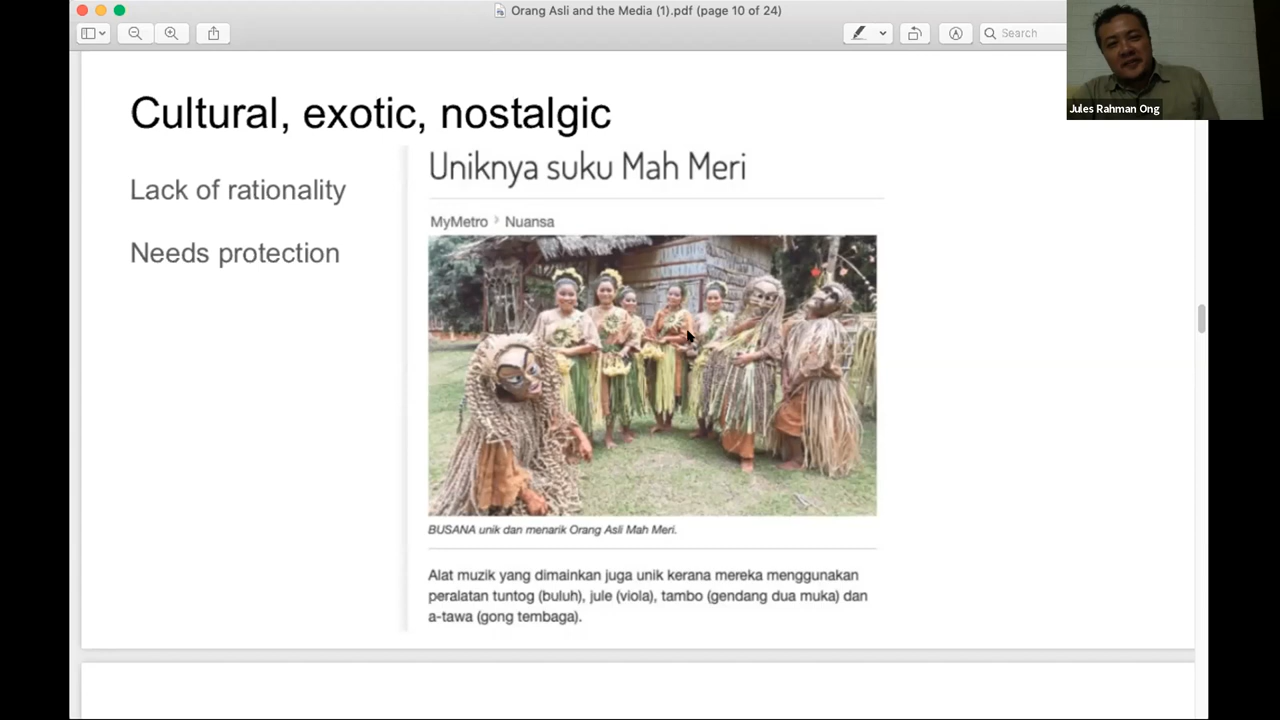 Orang Asli and the Media (1).pdf (page 10 of 24)
Search
Jules Rahman Ong
Cultural, exotic, nostalgic
Lack of rationality
Needs protection
Uniknya suku Mah Meri
MyMetro > Nuansa
BUSANA unik dan menarik Orang Asli Mah Meri.
Alat muzik yang dimainkan juga unik kerana mereka menggunakan
peralatan tuntog (buluh), jule (viola), tambo (gendang dua muka) dan
a-tawa (gong tembaga).